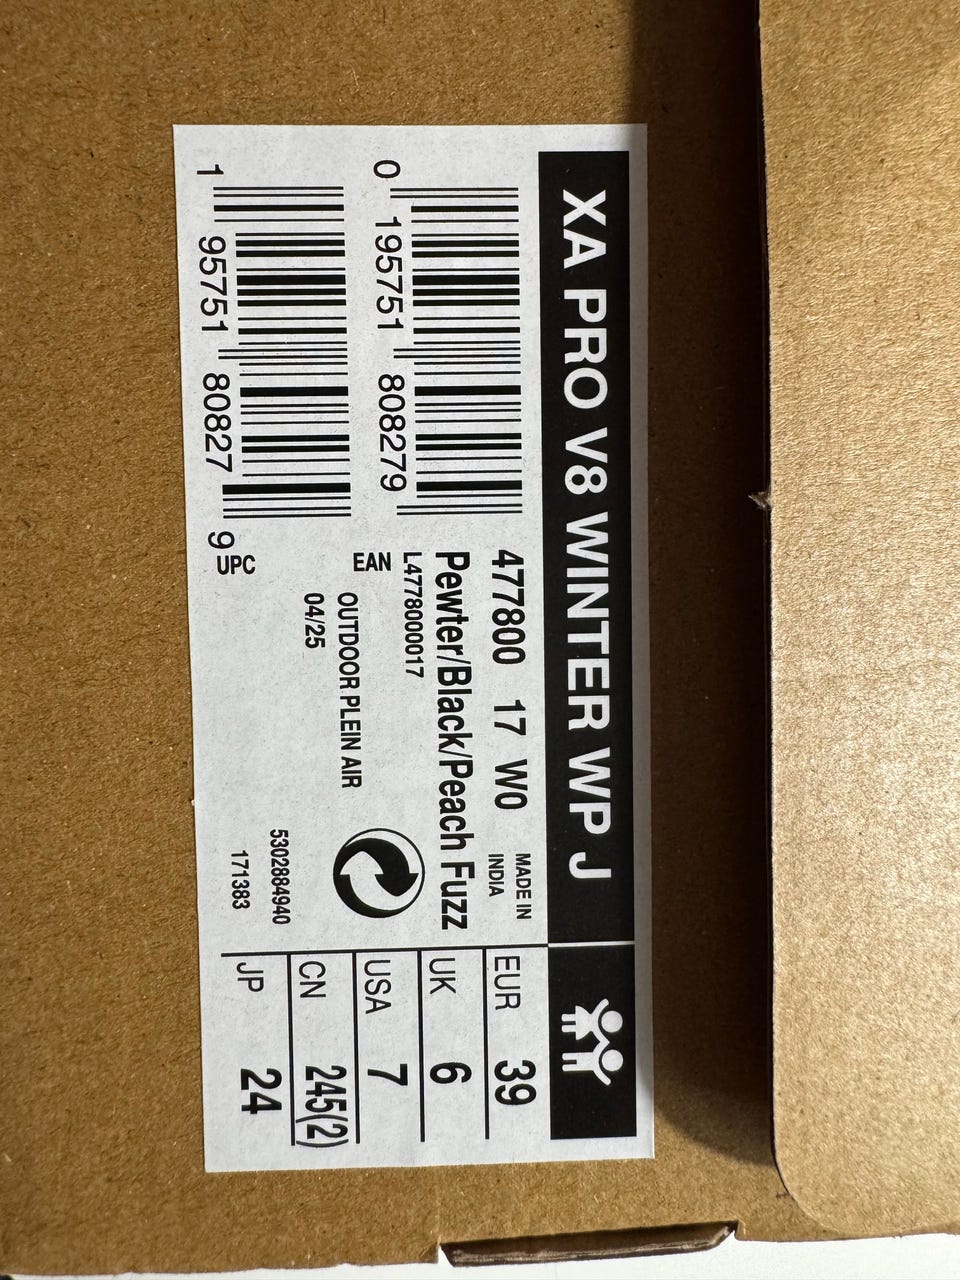 XA PRO V8 WINTER WP J
0 195751 808279
EAN
1 95751 80827 9
UPC
477800 17 W0
MADE IN
INDIA
Pewter/Black/Peach Fuzz
L4778000017
OUTDOOR.PLEIN AIR
04/25
5302884940
171383
EUR 39
UK 6
USA 7
CN 245(2)
JP 24